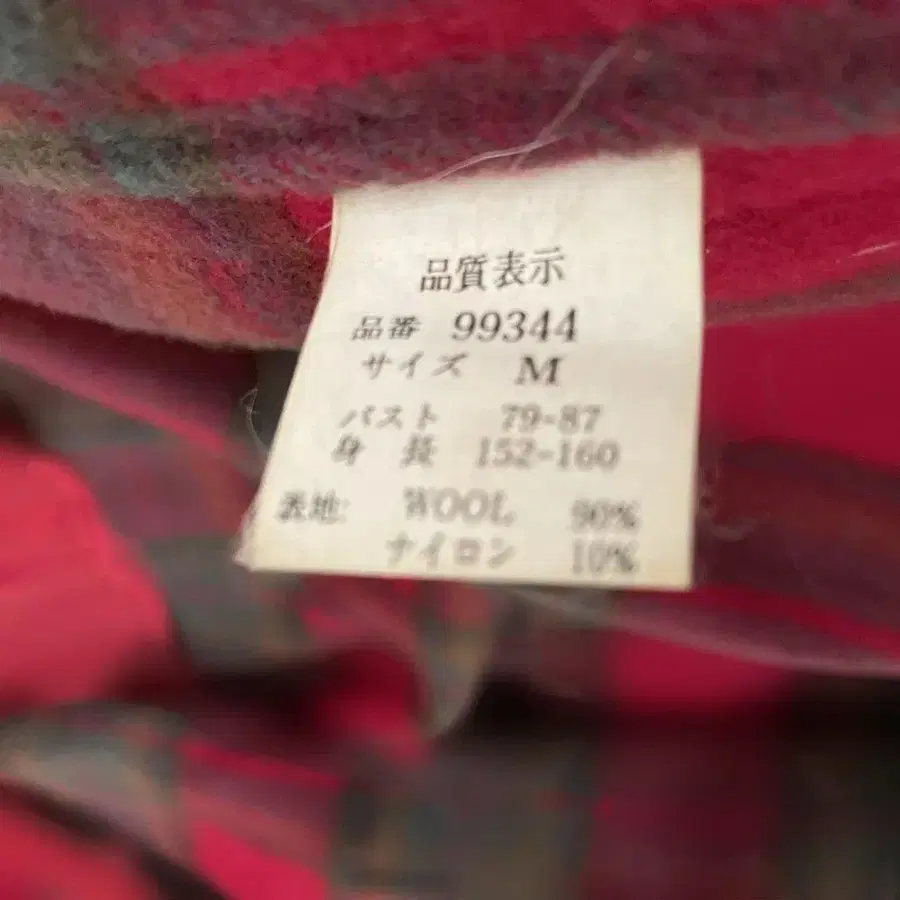 品質表示
品番 99344
サイズ M
バスト 79-87
身長 152-160
表地: WOOL 90%
ナイロン 10%